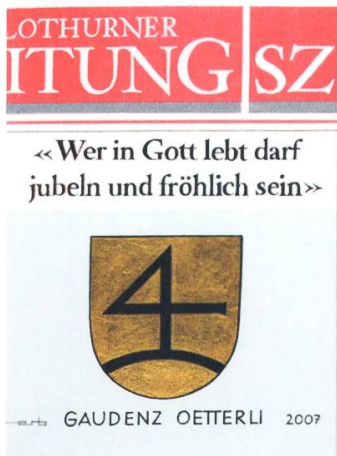 LOTHURNER
ITUNG SZ
«Wer in Gott lebt darf
jubeln und fröhlich sein»
GAUDENZ OETTERLI 2007